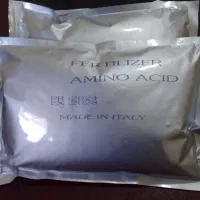 FERTILIZER
AMINO ACID
MADE IN ITALY